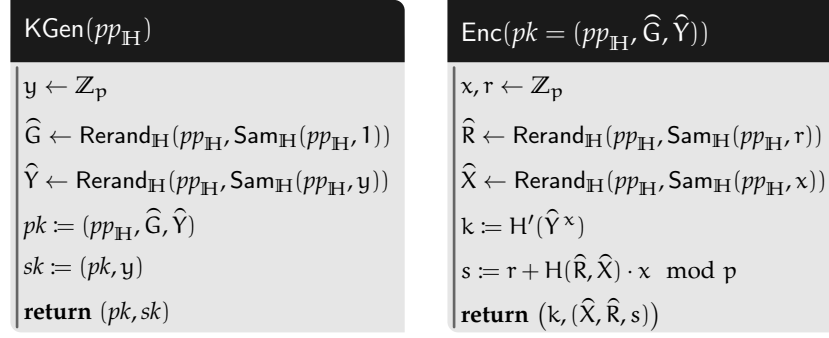 KGen(pp_ℍ)
y ← ℤ_p
Ĝ ← Rerand_ℍ(pp_ℍ, Sam_ℍ(pp_ℍ, 1))
Ŷ ← Rerand_ℍ(pp_ℍ, Sam_ℍ(pp_ℍ, y))
pk := (pp_ℍ, Ĝ, Ŷ)
sk := (pk, y)
return (pk, sk)
Enc(pk = (pp_ℍ, Ĝ, Ŷ))
x, r ← ℤ_p
R̂ ← Rerand_ℍ(pp_ℍ, Sam_ℍ(pp_ℍ, r))
X̂ ← Rerand_ℍ(pp_ℍ, Sam_ℍ(pp_ℍ, x))
k := H′(Ŷ^x)
s := r + H(R̂, X̂) · x mod p
return (k, (X̂, R̂, s))